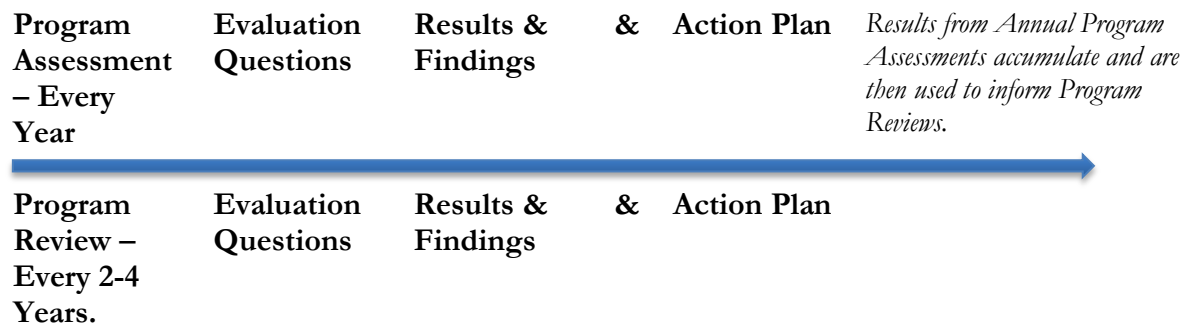 Program Assessment – Every Year
Evaluation Questions
Results & Findings
&
Action Plan
Results from Annual Program
Assessments accumulate and are
then used to inform Program
Reviews.
Program Review – Every 2-4 Years.
Evaluation Questions
Results & Findings
&
Action Plan